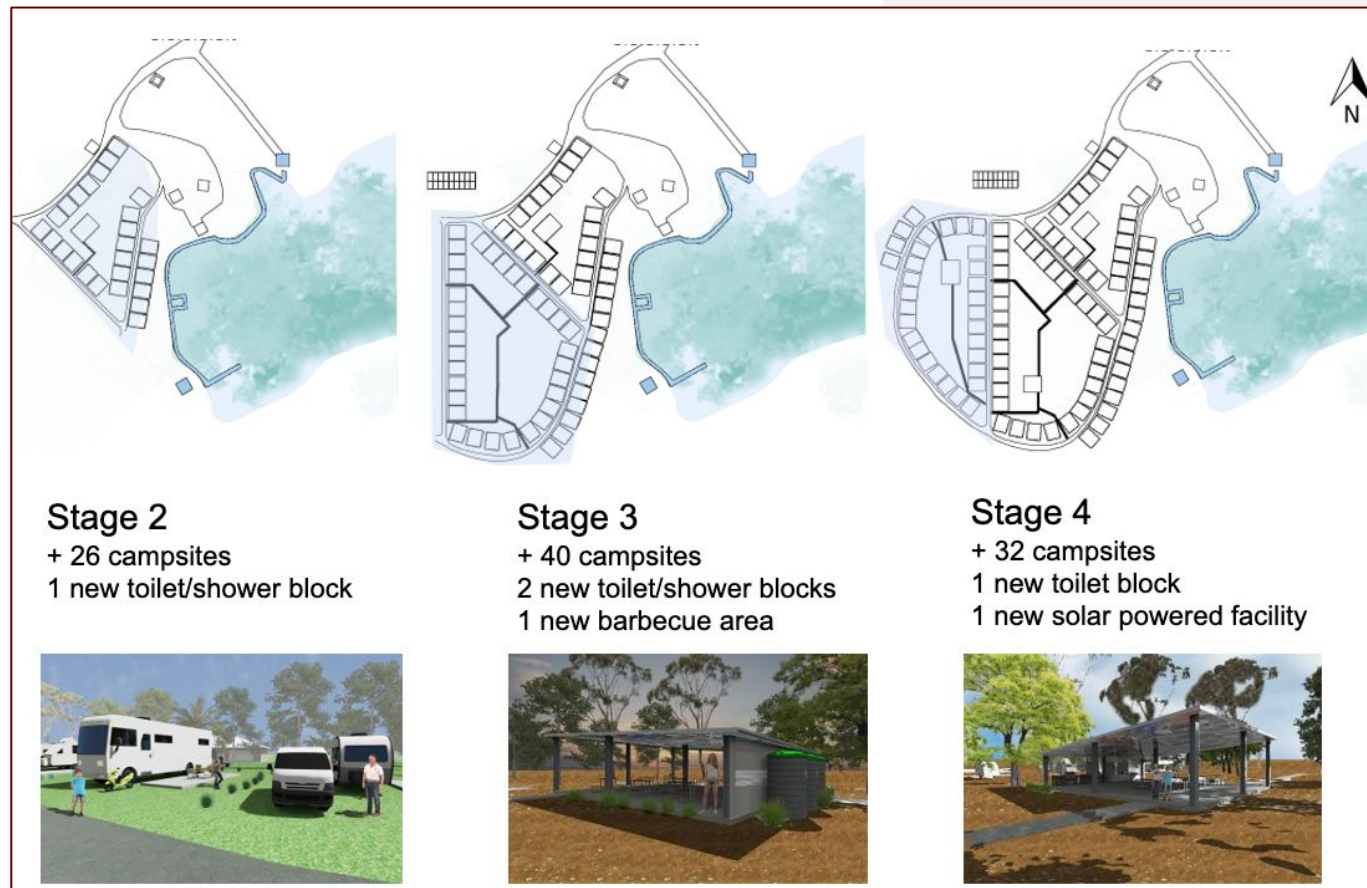 N
Stage 2
+ 26 campsites
1 new toilet/shower block
Stage 3
+ 40 campsites
2 new toilet/shower blocks
1 new barbecue area
Stage 4
+ 32 campsites
1 new toilet block
1 new solar powered facility